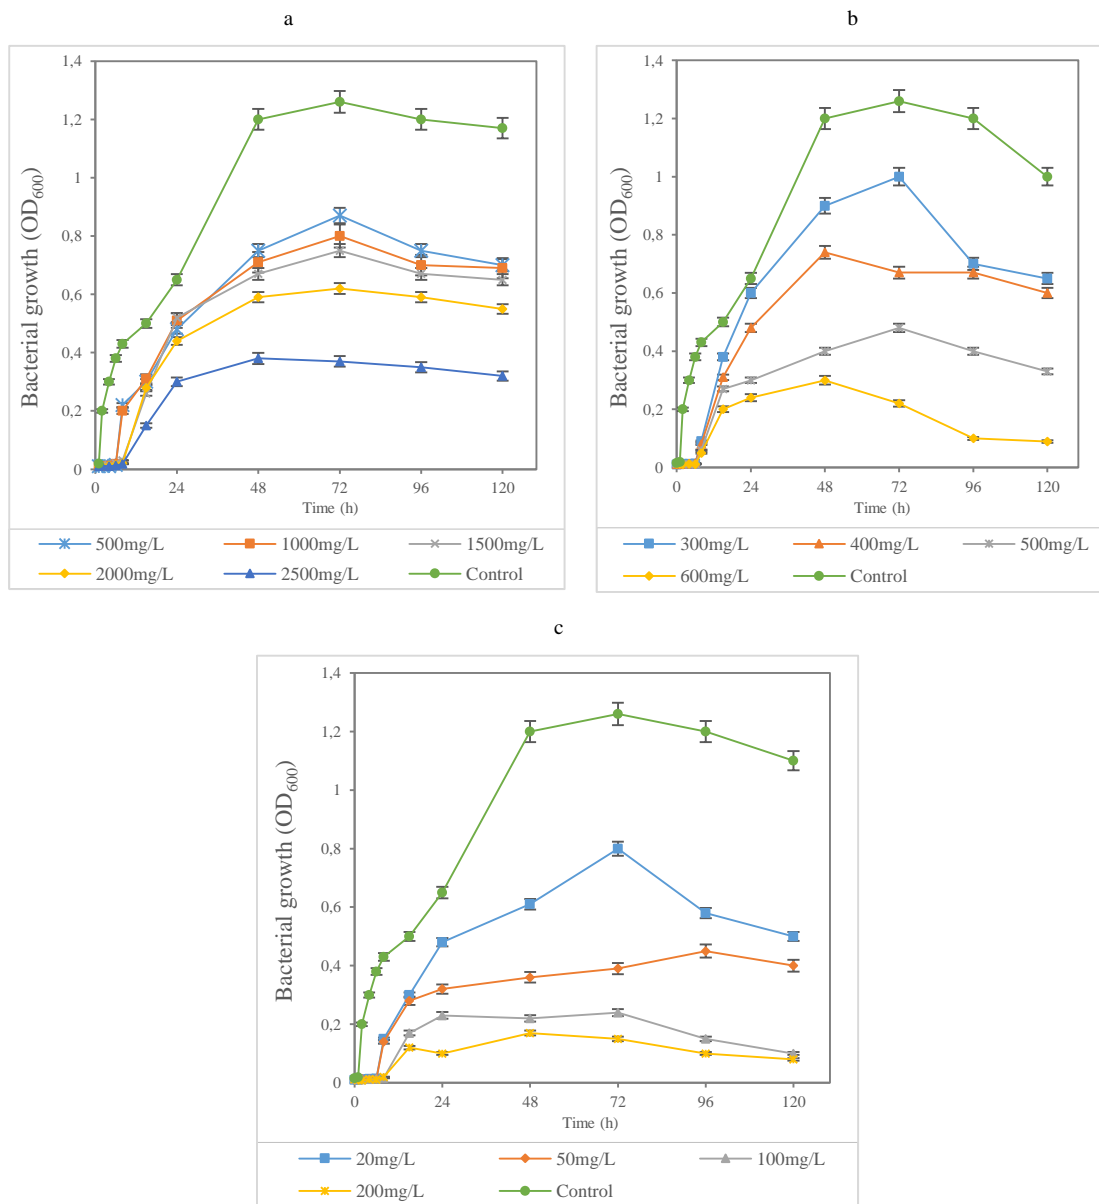 a
1,4
1,2
1
0,8
0,6
0,4
0,2
0
Bacterial growth (OD600)
0 24 48 72 96 120
Time (h)
500mg/L 1000mg/L 1500mg/L
2000mg/L 2500mg/L Control
b
1,4
1,2
1
0,8
0,6
0,4
0,2
0
Bacterial growth (OD600)
0 24 48 72 96 120
Time (h)
300mg/L 400mg/L 500mg/L
600mg/L Control
c
1,4
1,2
1
0,8
0,6
0,4
0,2
0
Bacterial growth (OD600)
0 24 48 72 96 120
Time (h)
20mg/L 50mg/L 100mg/L
200mg/L Control